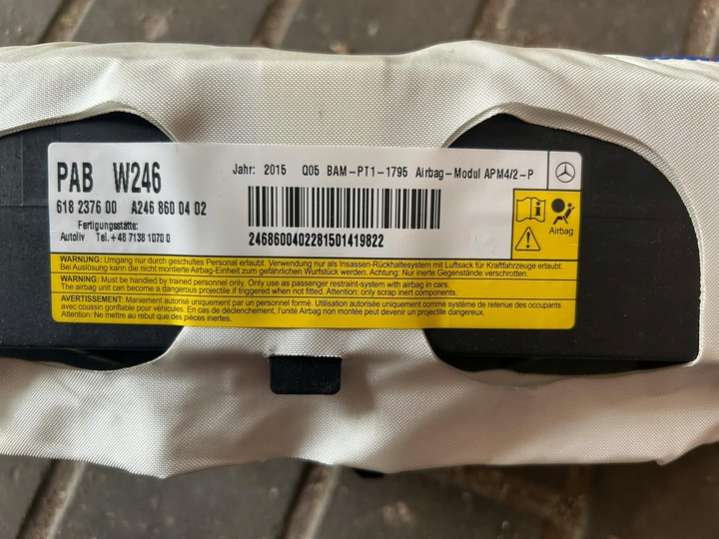 PAB W246
Jahr: 2015 Q05 BAM-PT1-1795 Airbag-Modul APM4/2-P
618 2376 00 A246 860 04 02
Fertigungsstätte:
Autoliv Tel.+48 7138 1070 0
2468600402281501419822
Airbag
WARNUNG: Umgang nur durch geschultes Personal erlaubt. Verwendung nur als Insassen-Rückhaltesystem mit Luftsack für Kraftfahrzeuge erlaubt.
Bei Auslösung kann die nicht montierte Airbag-Einheit zum gefährlichen Wurfstück werden. Achtung: Nur inerte Gegenstände verschrotten.
WARNING: Must be handled by trained personnel only. Only use as passenger restraint-system with airbag in cars.
The airbag unit can become a dangerous projectile if triggered when not fitted. Attention: only scrap inert components.
AVERTISSEMENT: Maniement autorisé uniquement par un personnel formé. Utilisation autorisée uniquement comme système de retenue des occupants
avec coussin gonflable pour véhicules. En cas de déclenchement, l'unité Airbag non montée peut devenir un projectile dangereux.
Attention: Ne mettre au rebut que des pièces inertes.